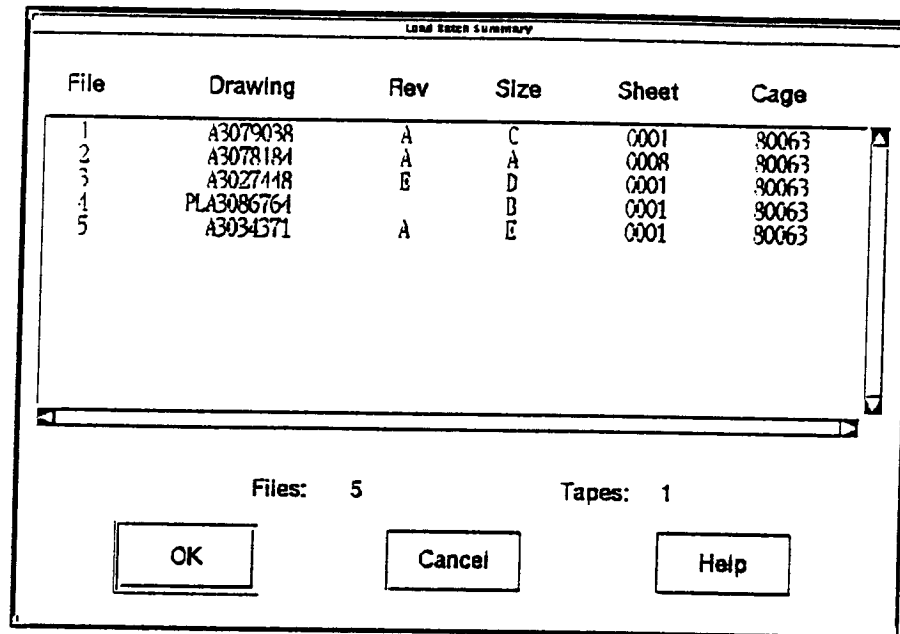 Load Batch Summary
File Drawing Rev Size Sheet Cage
1 A3079038 A C 0001 80063
2 A3078184 A A 0008 80063
3 A3027448 E D 0001 80063
4 PLA3086764 B 0001 80063
5 A3034371 A E 0001 80063
Files: 5 Tapes: 1
OK Cancel Help